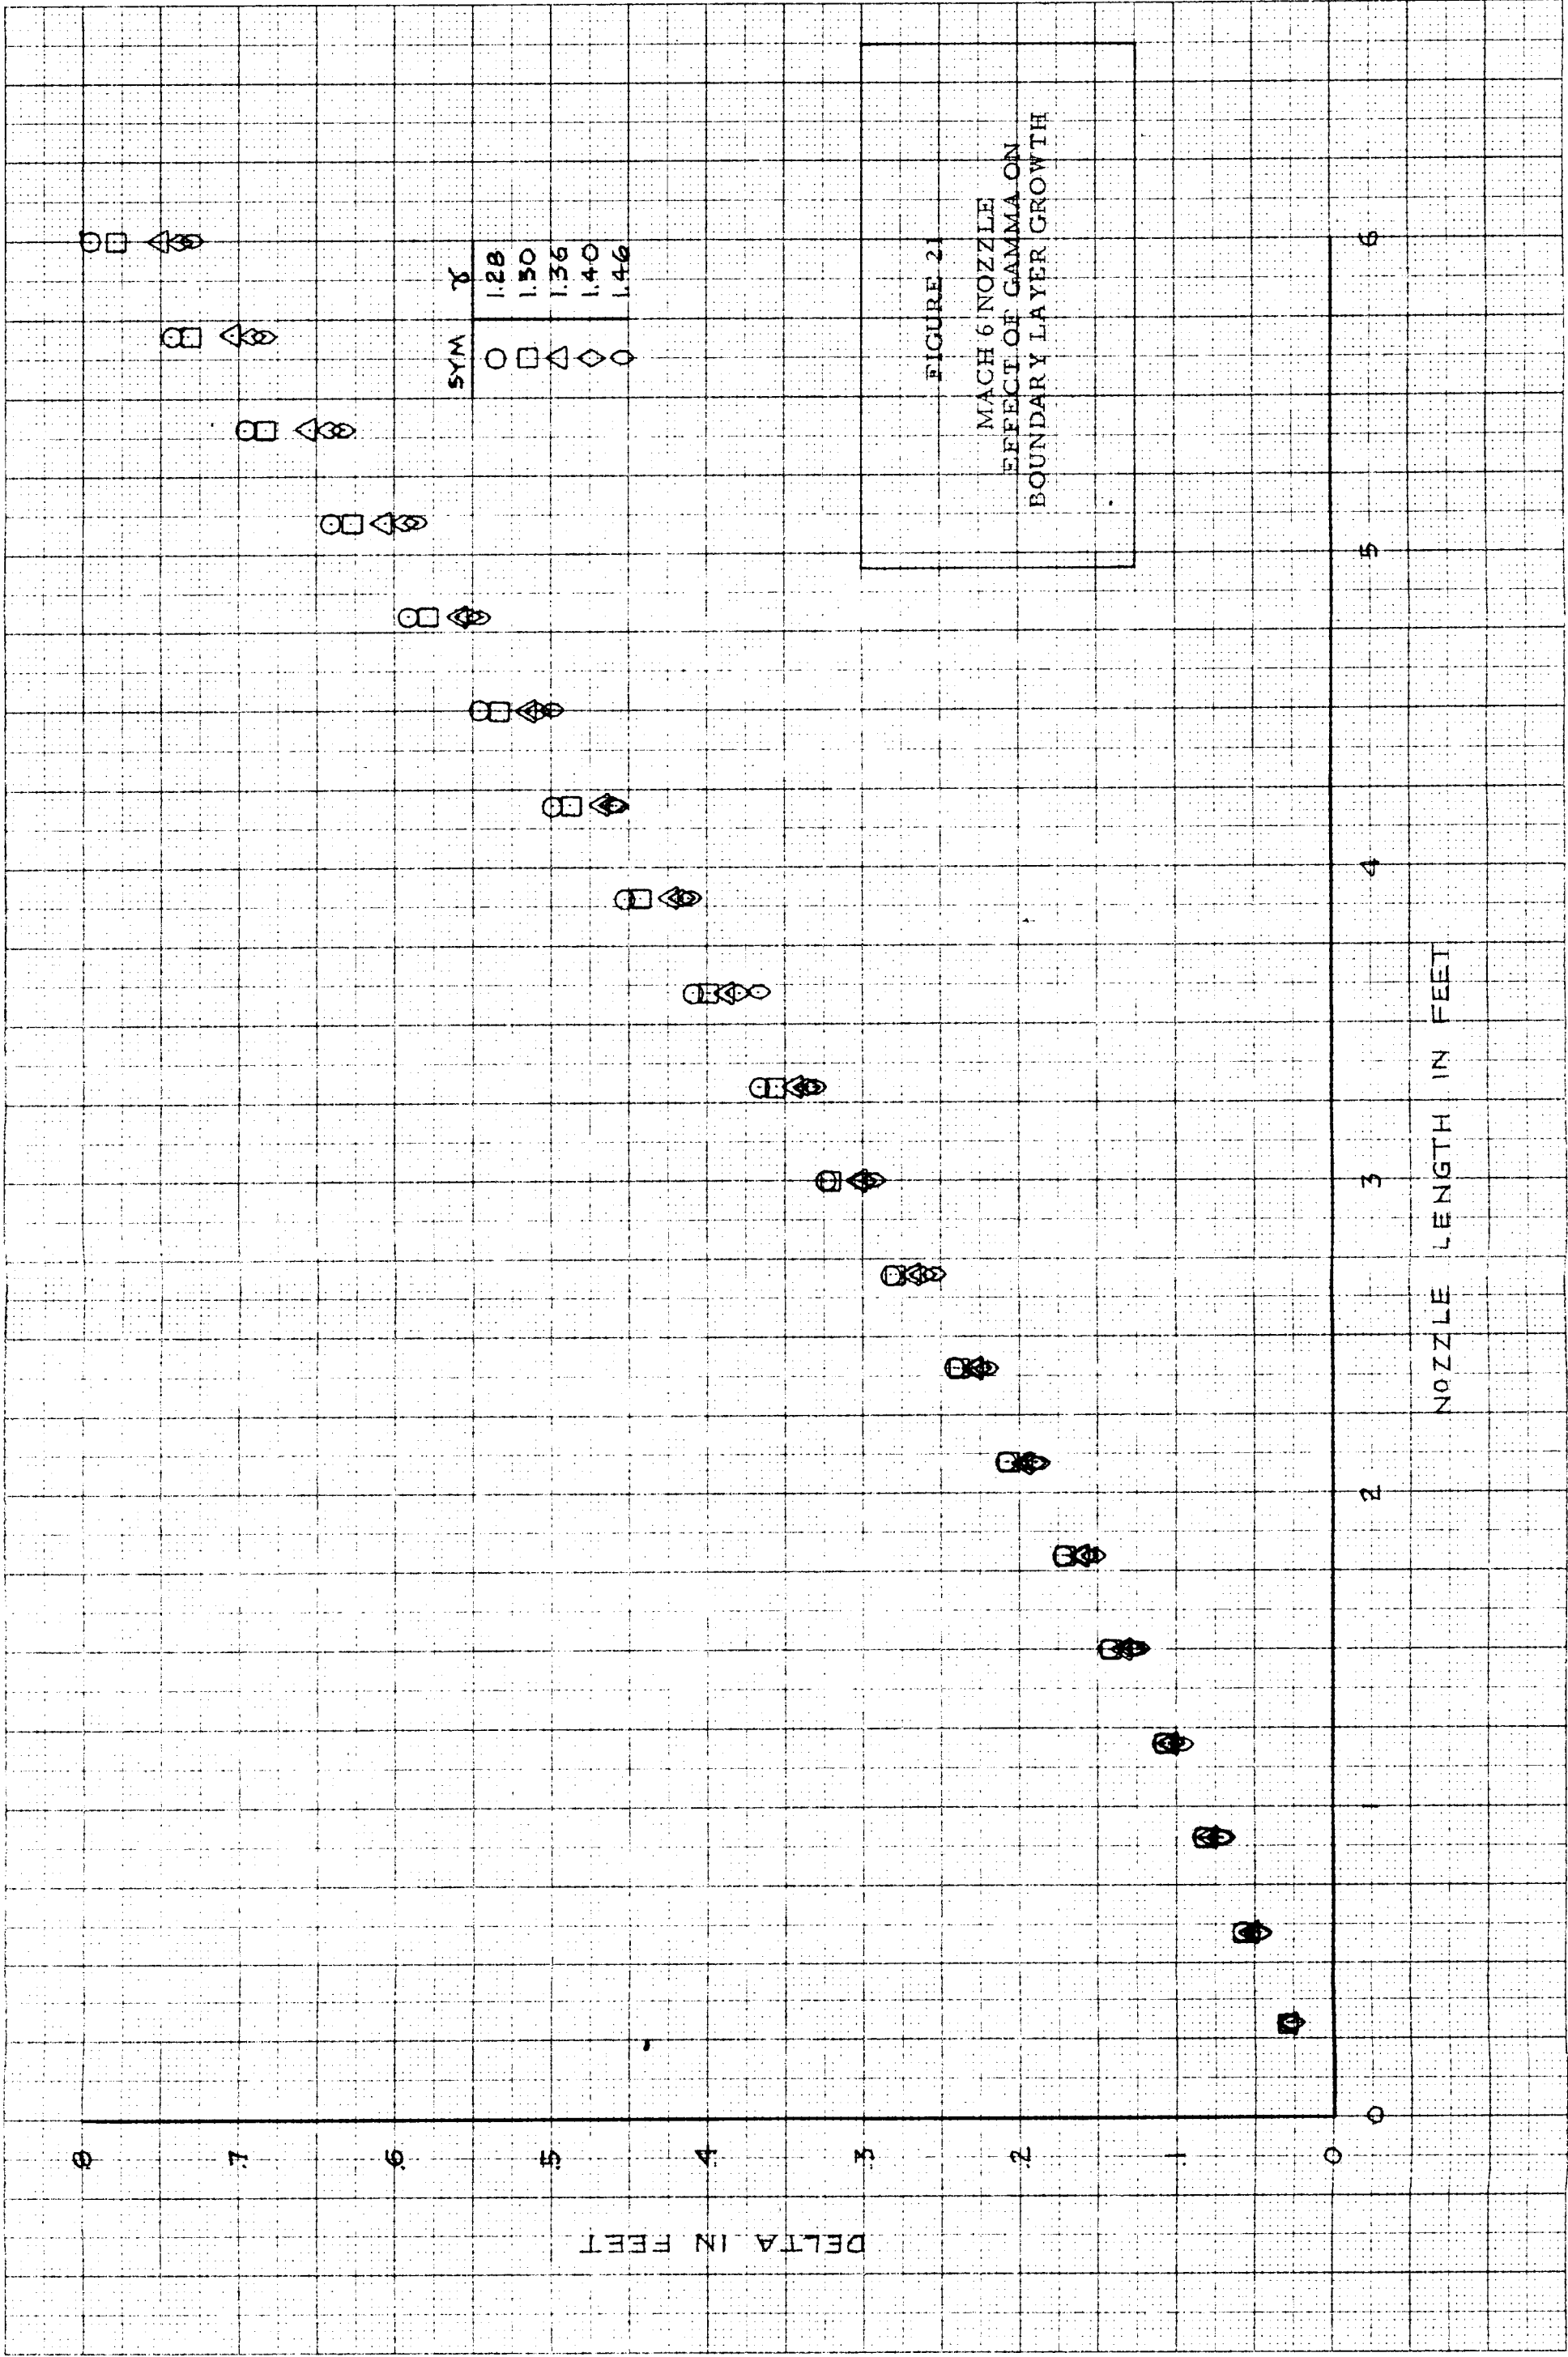 SYM γ
1.28
1.30
1.36
1.40
1.46
FIGURE 21
MACH 6 NOZZLE
EFFECT OF GAMMA ON
BOUNDARY LAYER GROWTH
DELTA IN FEET
.8
.7
.6
.5
.4
.3
.2
.1
0
0 1 2 3 4 5 6
NOZZLE LENGTH IN FEET